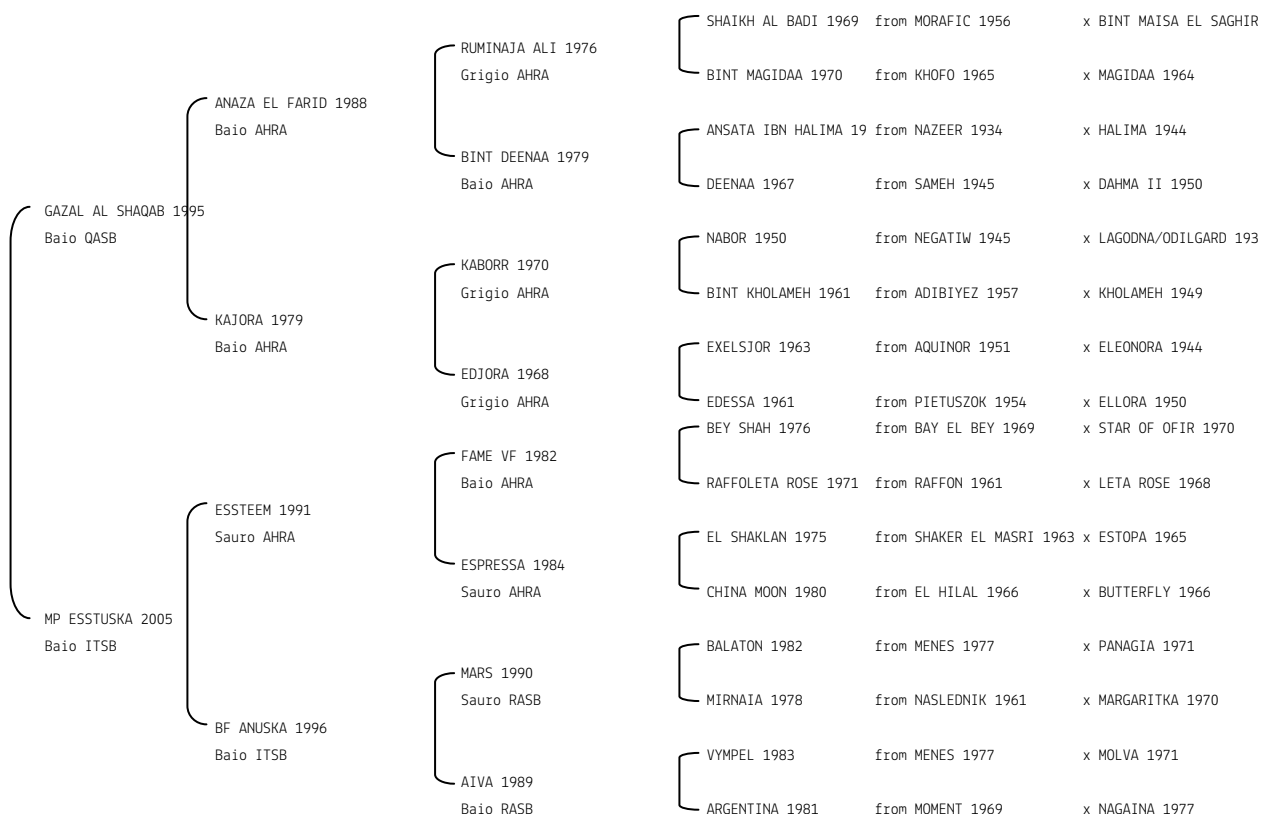 SHAIKH AL BADI 1969 from MORAFIC 1956 x BINT MAISA EL SAGHIR
RUMINAJA ALI 1976
Grigio AHRA
BINT MAGIDAA 1970 from KHOFO 1965 x MAGIDAA 1964
ANAZA EL FARID 1988
Baio AHRA
ANSATA IBN HALIMA 19 from NAZEER 1934 x HALIMA 1944
BINT DEENAA 1979
Baio AHRA
DEENAA 1967 from SAMEH 1945 x DAHMA II 1950
GAZAL AL SHAQAB 1995
Baio QASB
NABOR 1950 from NEGATIW 1945 x LAGODNA/ODILGARD 193
KABORR 1970
Grigio AHRA
BINT KHOLAMEH 1961 from ADIBIYEZ 1957 x KHOLAMEH 1949
KAJORA 1979
Baio AHRA
EXELSJOR 1963 from AQUINOR 1951 x ELEONORA 1944
EDJORA 1968
Grigio AHRA
EDESSA 1961 from PIETUSZOK 1954 x ELLORA 1950
BEY SHAH 1976 from BAY EL BEY 1969 x STAR OF OFIR 1970
FAME VF 1982
Baio AHRA
RAFFOLETA ROSE 1971 from RAFFON 1961 x LETA ROSE 1968
ESSTEEM 1991
Sauro AHRA
EL SHAKLAN 1975 from SHAKER EL MASRI 1963 x ESTOPA 1965
ESPRESSA 1984
Sauro AHRA
CHINA MOON 1980 from EL HILAL 1966 x BUTTERFLY 1966
MP ESSTUSKA 2005
Baio ITSB
BALATON 1982 from MENES 1977 x PANAGIA 1971
MARS 1990
Sauro RASB
MIRNAIA 1978 from NASLEDNIK 1961 x MARGARITKA 1970
BF ANUSKA 1996
Baio ITSB
VYMPEL 1983 from MENES 1977 x MOLVA 1971
AIVA 1989
Baio RASB
ARGENTINA 1981 from MOMENT 1969 x NAGAINA 1977